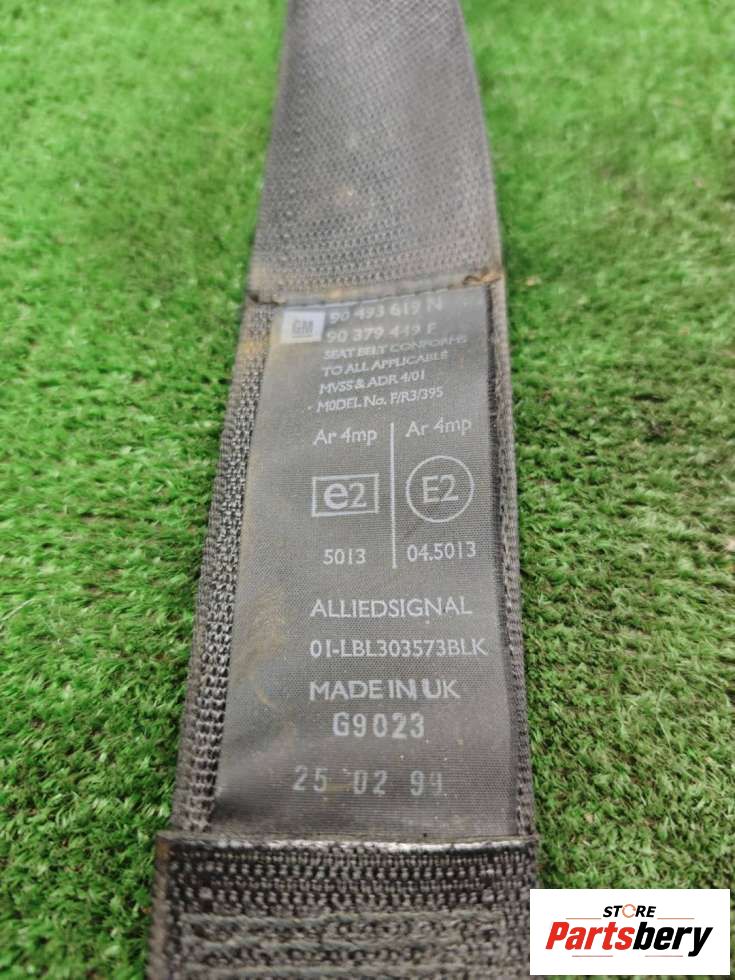 90 493 619 N
GM
90 379 449 F
SEAT BELT CONFORMS
TO ALL APPLICABLE
MVSS & ADR 4/01
MODEL No. F/R3/395
Ar 4mp Ar 4mp
e2 E2
5013 04.5013
ALLIEDSIGNAL
01-LBL303573BLK
MADE IN UK
G9023
25 02 99
STORE
Partsbery